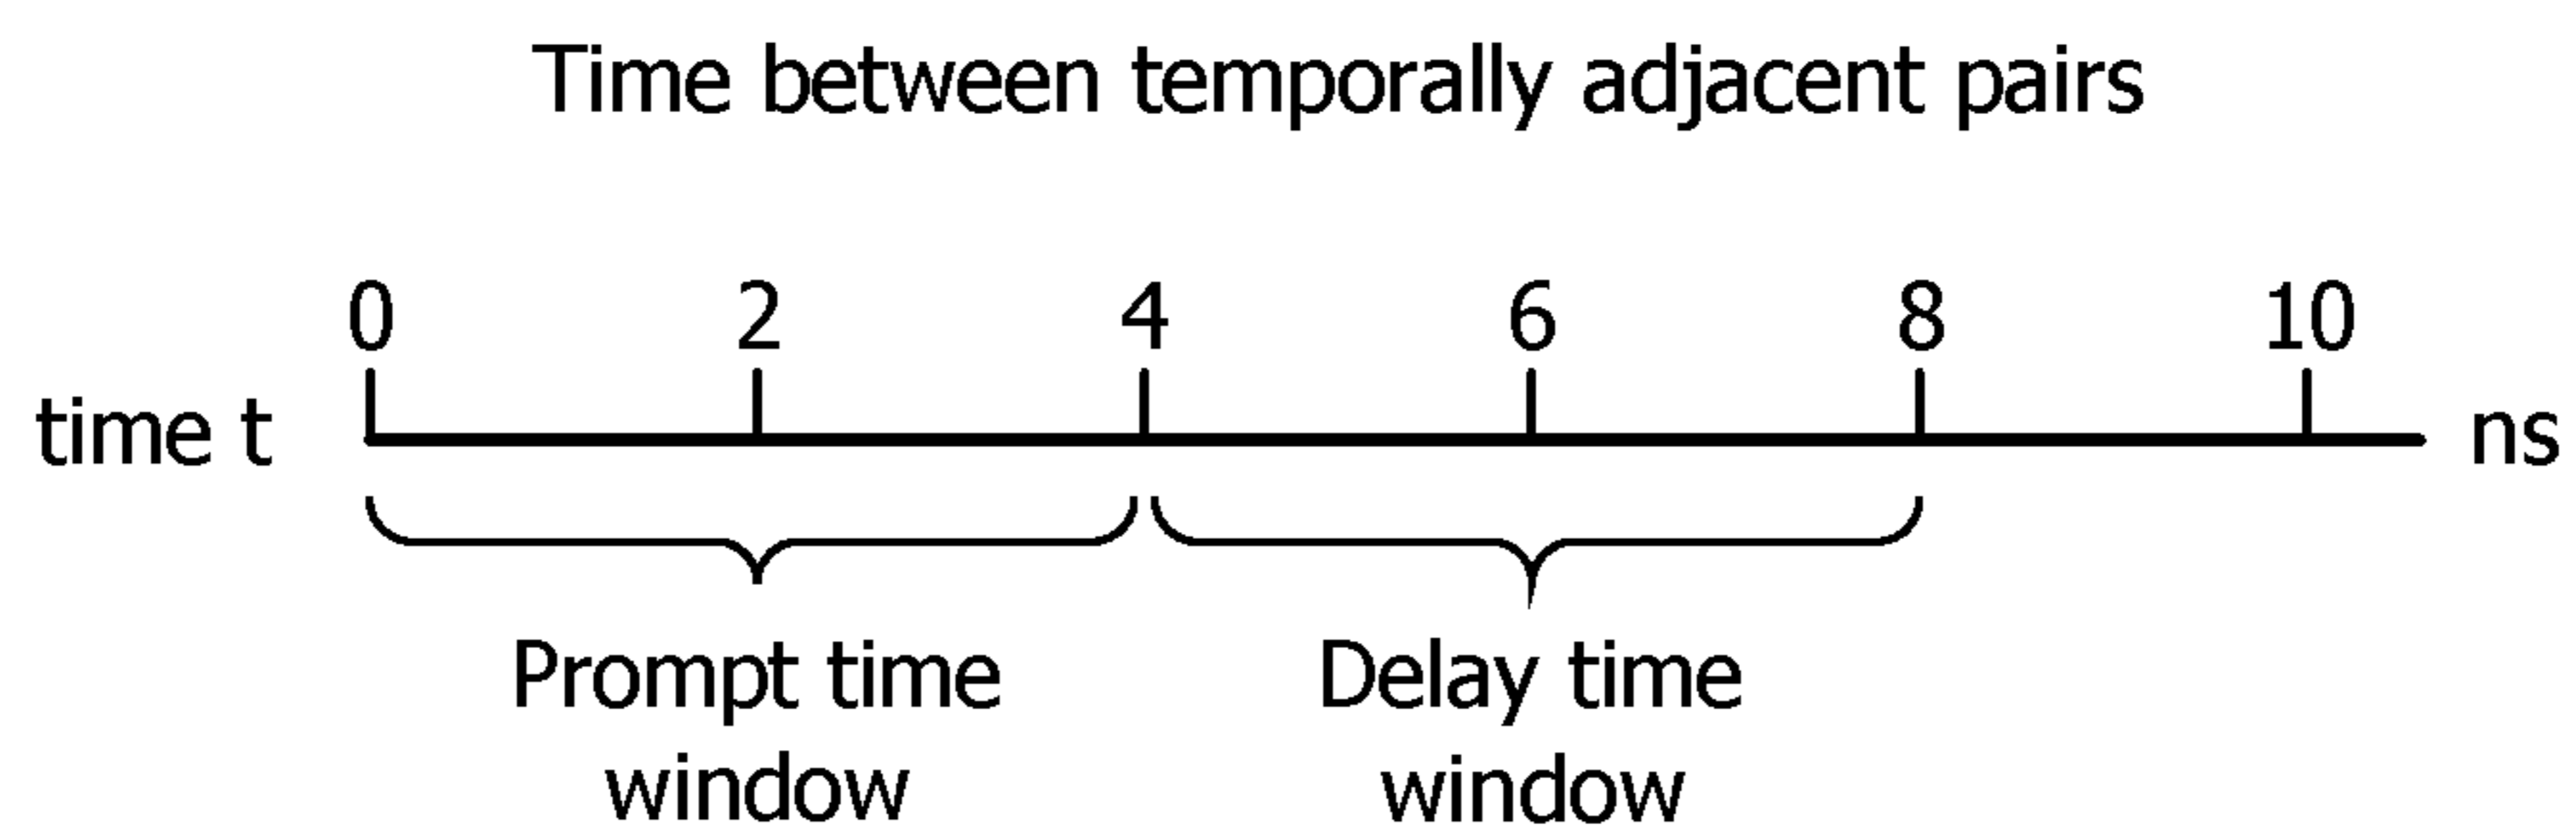 Time between temporally adjacent pairs
0 2 4 6 8 10
time t ns
Prompt time Delay time
window window